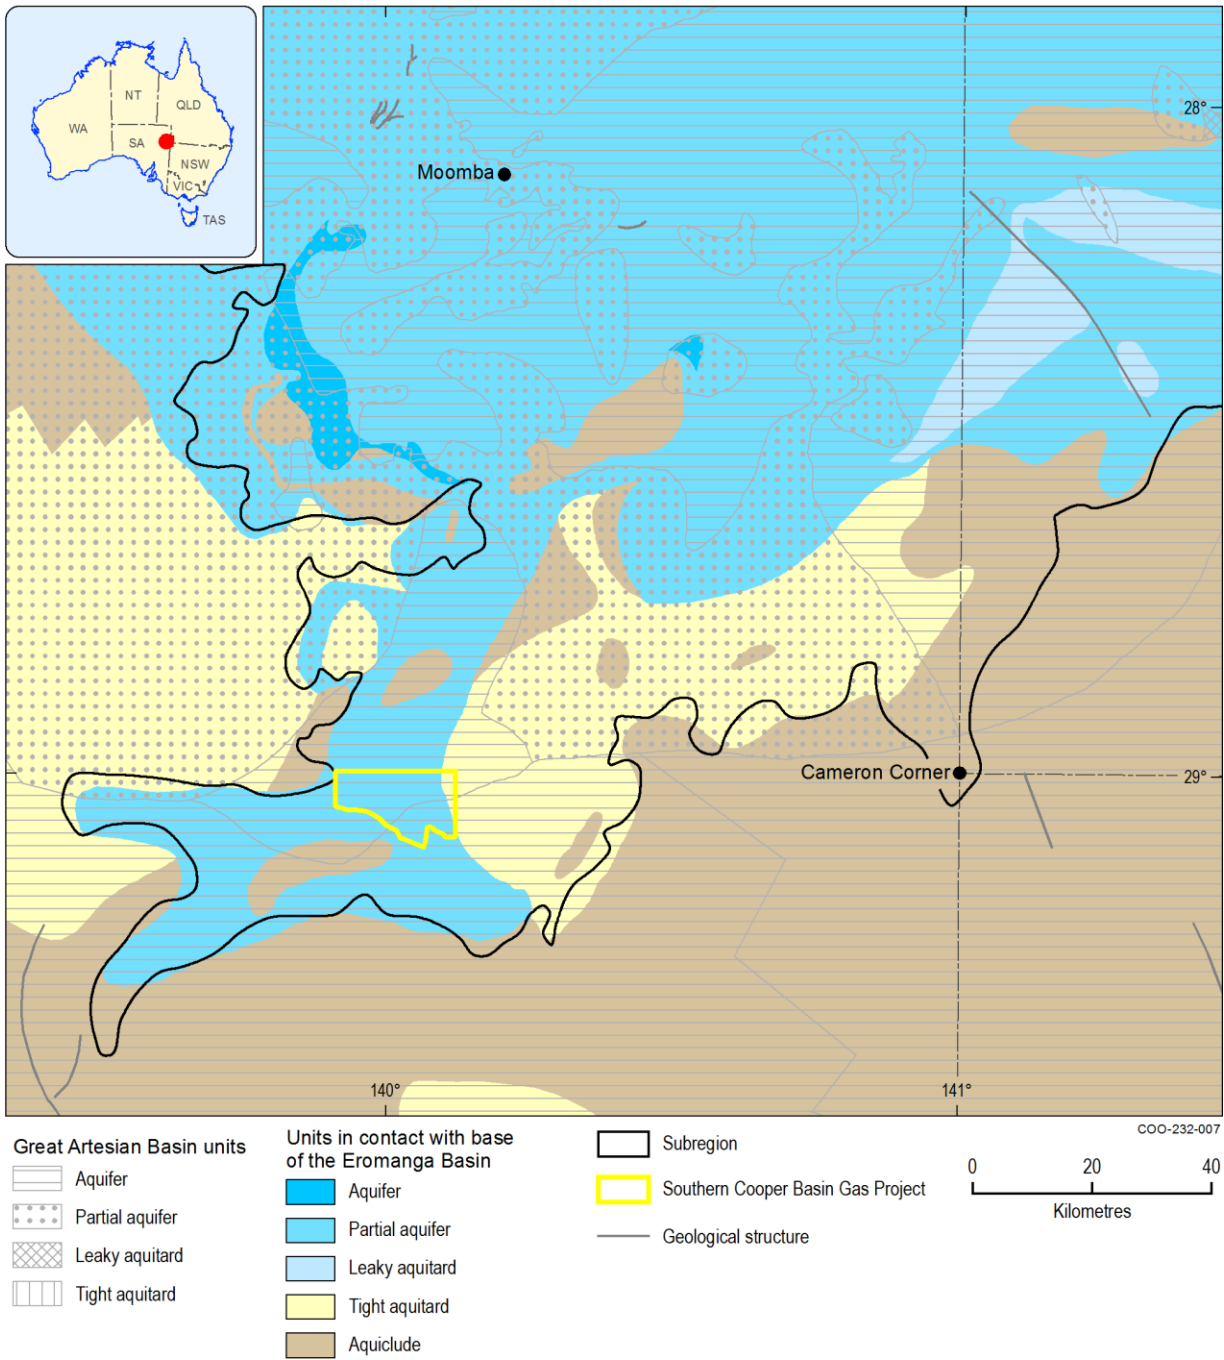 NT
QLD
WA
SA
NSW
VIC
TAS
28°
Moomba
Cameron Corner
29°
140°
141°
COO-232-007
Great Artesian Basin units
Aquifer
Partial aquifer
Leaky aquitard
Tight aquitard
Units in contact with base
of the Eromanga Basin
Aquifer
Partial aquifer
Leaky aquitard
Tight aquitard
Aquiclude
Subregion
Southern Cooper Basin Gas Project
Geological structure
0 20 40
Kilometres